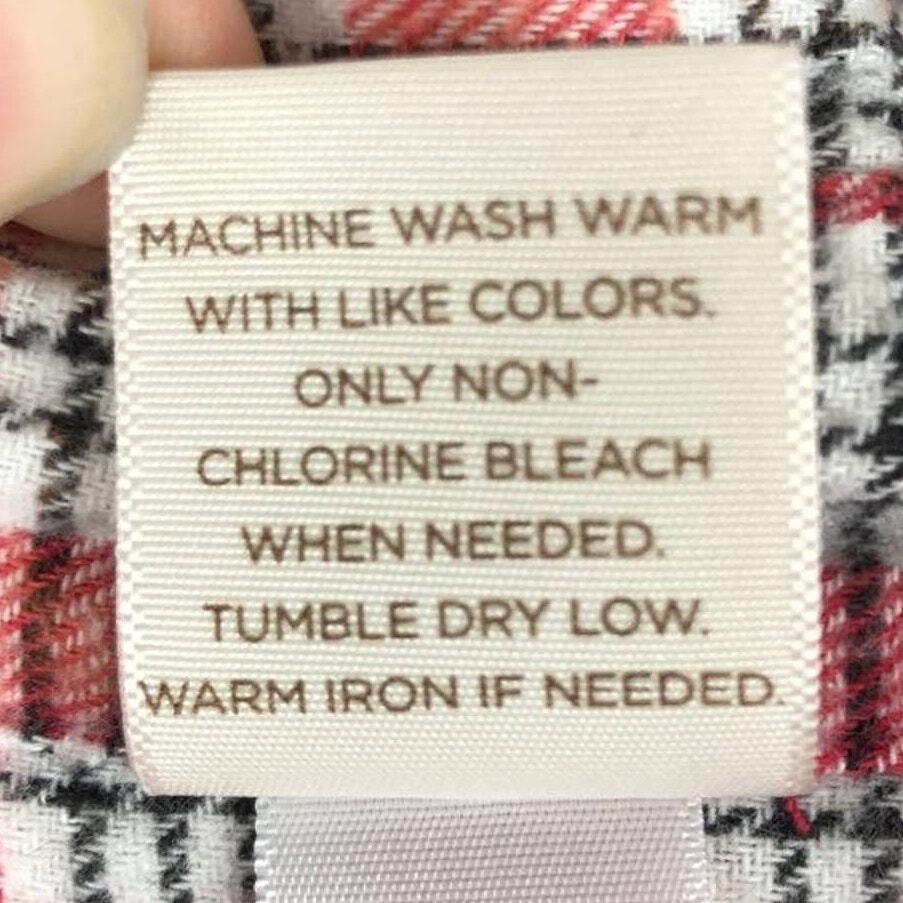 MACHINE WASH WARM
WITH LIKE COLORS.
ONLY NON-
CHLORINE BLEACH
WHEN NEEDED.
TUMBLE DRY LOW.
WARM IRON IF NEEDED.